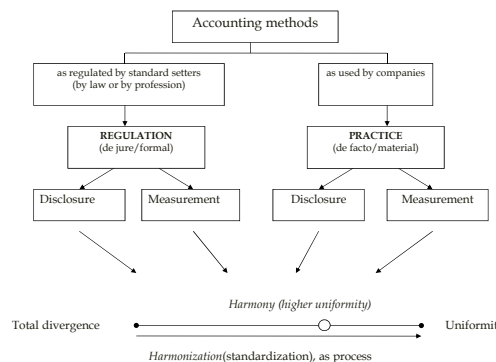 Accounting methods
as regulated by standard setters
(by law or by profession)
as used by companies
REGULATION
(de jure/formal)
PRACTICE
(de facto/material)
Disclosure
Measurement
Disclosure
Measurement
Harmony (higher uniformity)
Total divergence
Uniformit
Harmonization(standardization), as process